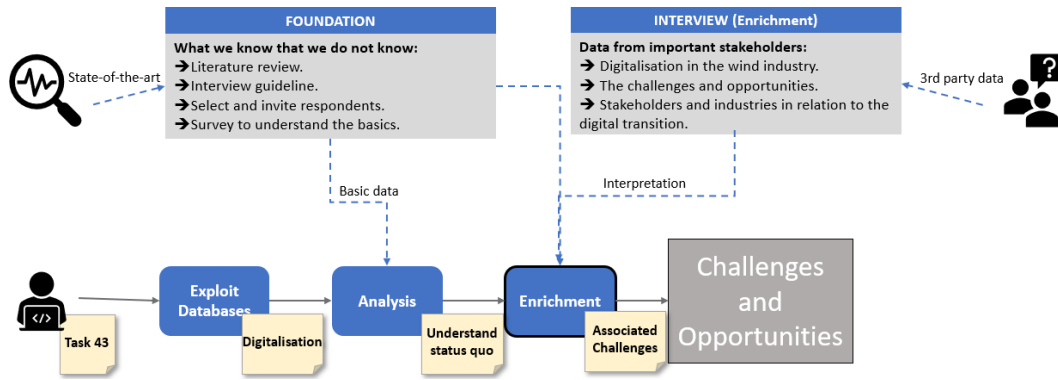 FOUNDATION
What we know that we do not know:
➔Literature review.
➔Interview guideline.
➔Select and invite respondents.
➔Survey to understand the basics.
INTERVIEW (Enrichment)
Data from important stakeholders:
➔ Digitalisation in the wind industry.
➔ The challenges and opportunities.
➔ Stakeholders and industries in relation to the
digital transition.
State-of-the-art
3rd party data
?
Basic data
Interpretation
</>
Exploit
Databases
Analysis
Enrichment
Challenges
and
Opportunities
Task 43
Digitalisation
Understand
status quo
Associated
Challenges